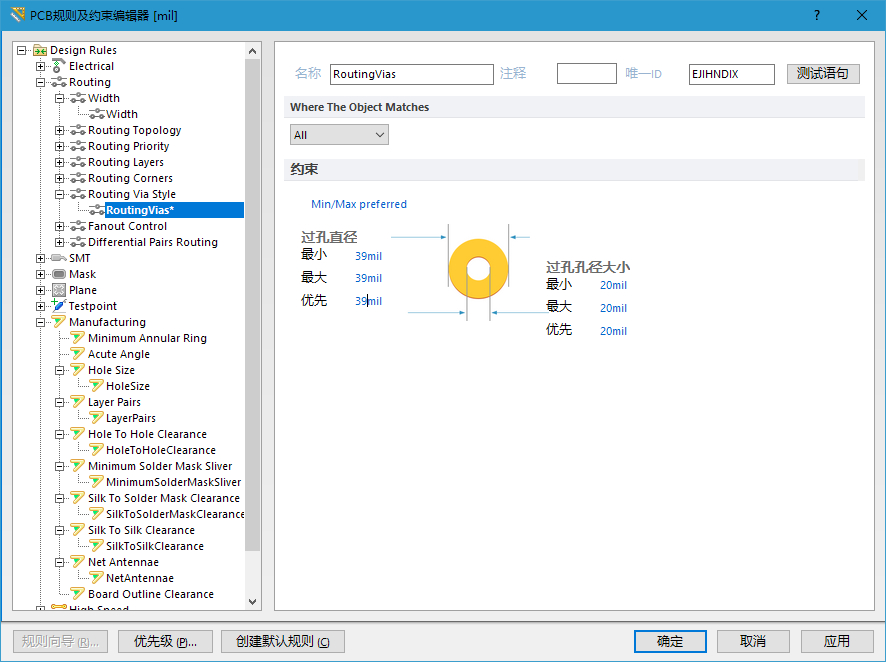 PCB规则及约束编辑器 [mil]
?
Design Rules
Electrical
Routing
Width
Width
Routing Topology
Routing Priority
Routing Layers
Routing Corners
Routing Via Style
RoutingVias*
Fanout Control
Differential Pairs Routing
SMT
Mask
Plane
Testpoint
Manufacturing
Minimum Annular Ring
Acute Angle
Hole Size
HoleSize
Layer Pairs
LayerPairs
Hole To Hole Clearance
HoleToHoleClearance
Minimum Solder Mask Sliver
MinimumSolderMaskSliver
Silk To Solder Mask Clearance
SilkToSolderMaskClearance
Silk To Silk Clearance
SilkToSilkClearance
Net Antennae
NetAntennae
Board Outline Clearance
High Speed
名称 RoutingVias 注释 唯一ID EJIHNDIX 测试语句
Where The Object Matches
All
约束
Min/Max preferred
过孔直径
最小 39mil
最大 39mil
优先 39mil
过孔孔径大小
最小 20mil
最大 20mil
优先 20mil
规则向导 (R)... 优先级 (P)... 创建默认规则 (C) 确定 取消 应用